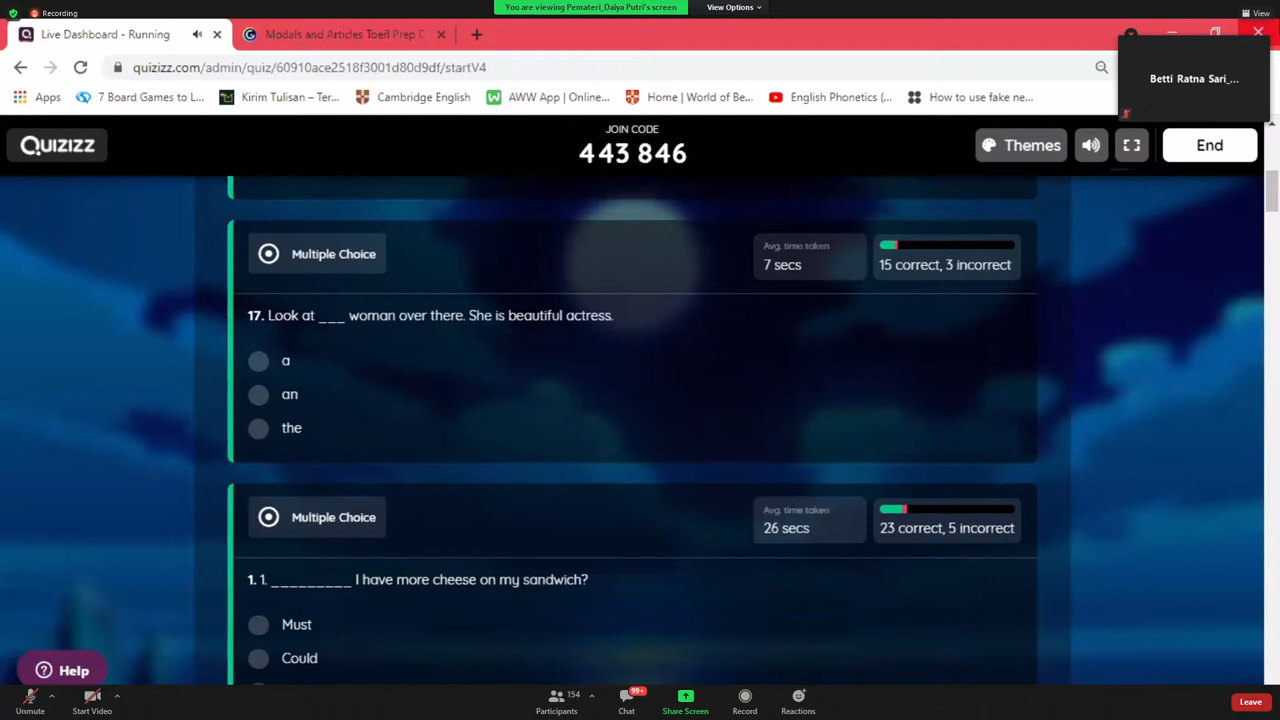 Recording
You are viewing Pemateri_Daiya Putri's screen
View Options
View
Live Dashboard - Running
Modals and Articles Toefl Prep D
quizizz.com/admin/quiz/60910ace2518f3001d80d9df/startV4
Betti Ratna Sari_...
Apps
7 Board Games to L...
Kirim Tulisan – Ter...
Cambridge English
AWW App | Online...
Home | World of Be...
English Phonetics (...
How to use fake ne...
Quizizz
JOIN CODE
443 846
Themes
End
Multiple Choice
Avg. time taken
7 secs
15 correct, 3 incorrect
17. Look at ___ woman over there. She is beautiful actress.
a
an
the
Multiple Choice
Avg. time taken
26 secs
23 correct, 5 incorrect
1. 1. _________ I have more cheese on my sandwich?
Must
Could
Help
Unmute
Start Video
154
Participants
99+
Chat
Share Screen
Record
Reactions
Leave